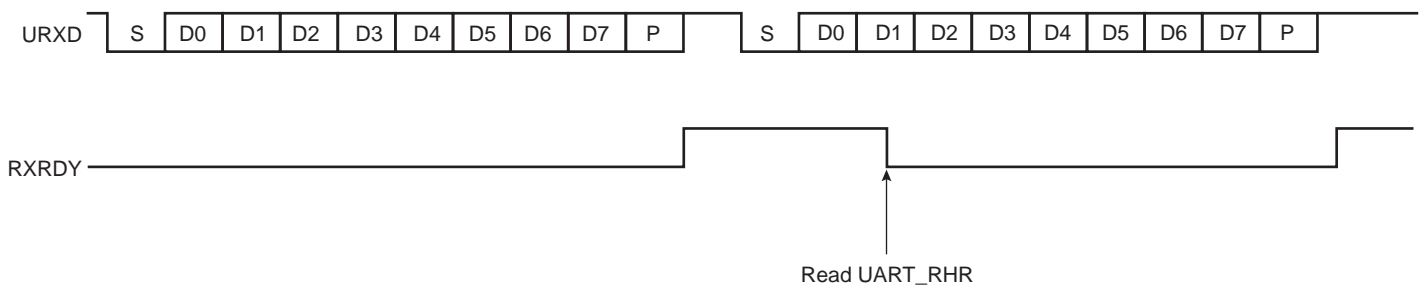 URXD S D0 D1 D2 D3 D4 D5 D6 D7 P S D0 D1 D2 D3 D4 D5 D6 D7 P
RXRDY
Read UART_RHR